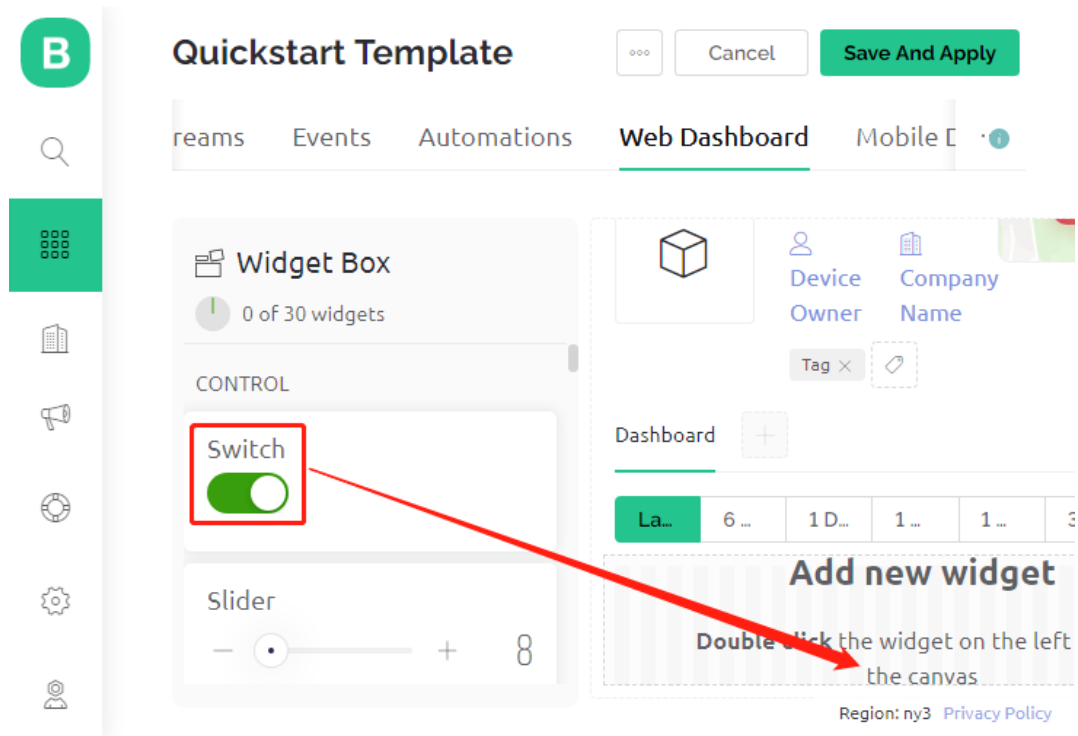 B
Quickstart Template
Cancel
Save And Apply
reams
Events
Automations
Web Dashboard
Mobile
Widget Box
0 of 30 widgets
CONTROL
Switch
Slider
8
Device Owner
Company Name
Tag
Dashboard
La...
6 ...
1 D...
1 ...
1 ...
3
Add new widget
Double click the widget on the left
the canvas
Region: ny3 Privacy Policy